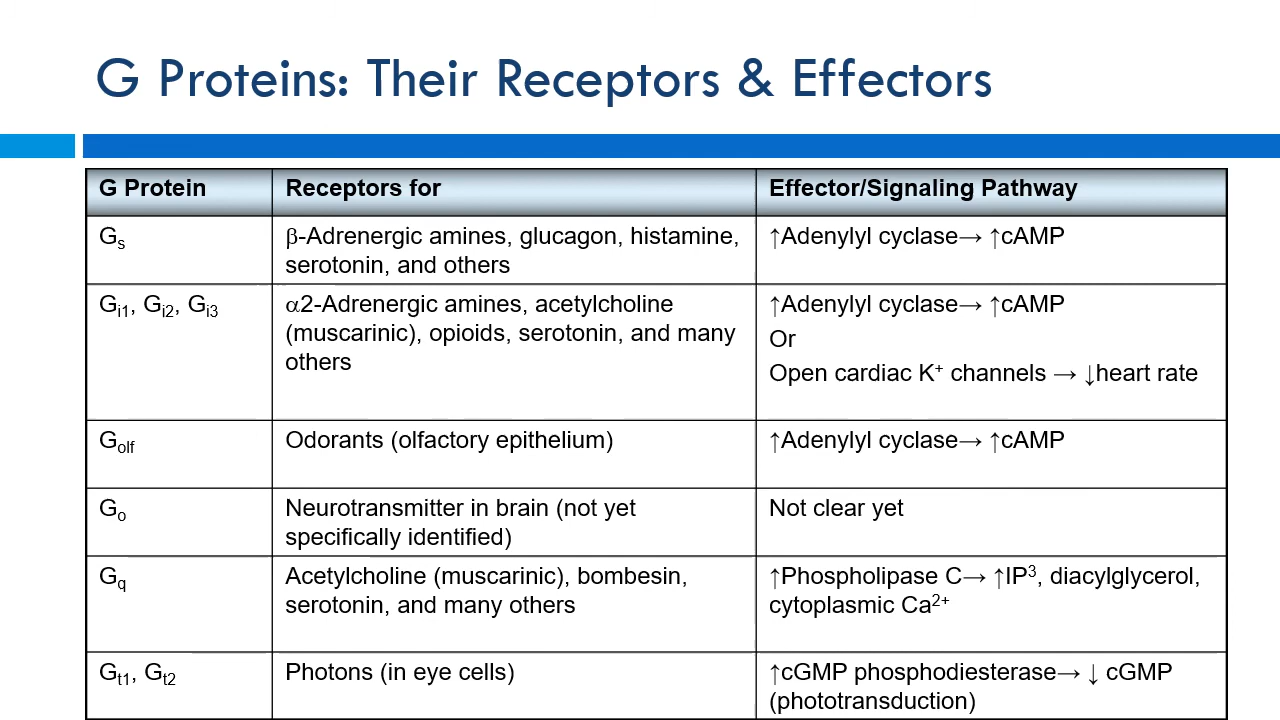 G Proteins: Their Receptors & Effectors
G Protein
Receptors for
Effector/Signaling Pathway
Gs
β-Adrenergic amines, glucagon, histamine,
serotonin, and others
↑Adenylyl cyclase→ ↑cAMP
Gi1, Gi2, Gi3
α2-Adrenergic amines, acetylcholine
(muscarinic), opioids, serotonin, and many
others
↑Adenylyl cyclase→ ↑cAMP
Or
Open cardiac K+ channels → ↓heart rate
Golf
Odorants (olfactory epithelium)
↑Adenylyl cyclase→ ↑cAMP
Go
Neurotransmitter in brain (not yet
specifically identified)
Not clear yet
Gq
Acetylcholine (muscarinic), bombesin,
serotonin, and many others
↑Phospholipase C→ ↑IP3, diacylglycerol,
cytoplasmic Ca2+
Gt1, Gt2
Photons (in eye cells)
↑cGMP phosphodiesterase→ ↓ cGMP
(phototransduction)